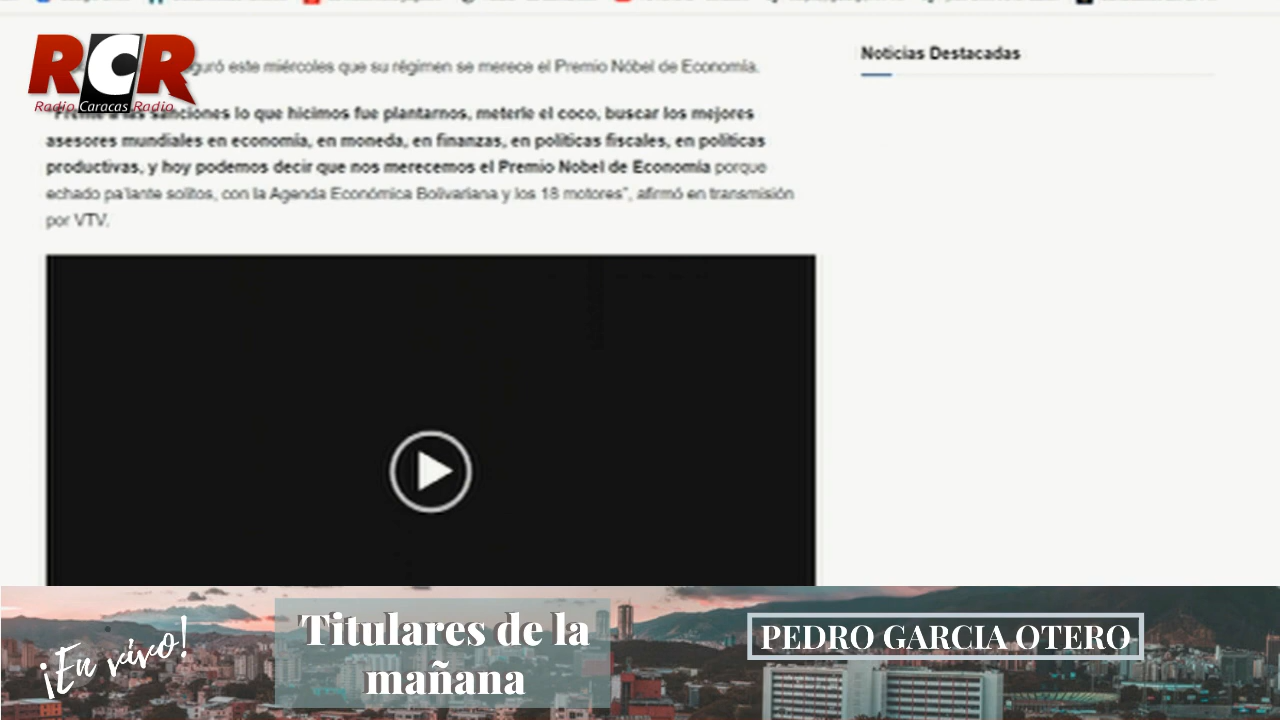 RCR
Radio Caracas Radio
guró este miércoles que su régimen se merece el Premio Nóbel de Economía.
"Frente a las sanciones lo que hicimos fue plantarnos, meterle el coco, buscar los mejores
asesores mundiales en economía, en moneda, en finanzas, en políticas fiscales, en políticas
productivas, y hoy podemos decir que nos merecemos el Premio Nobel de Economía porque
echado pa'lante solitos, con la Agenda Económica Bolivariana y los 18 motores", afirmó en transmisión
por VTV.
Noticias Destacadas
¡En vivo!
Titulares de la
mañana
PEDRO GARCIA OTERO